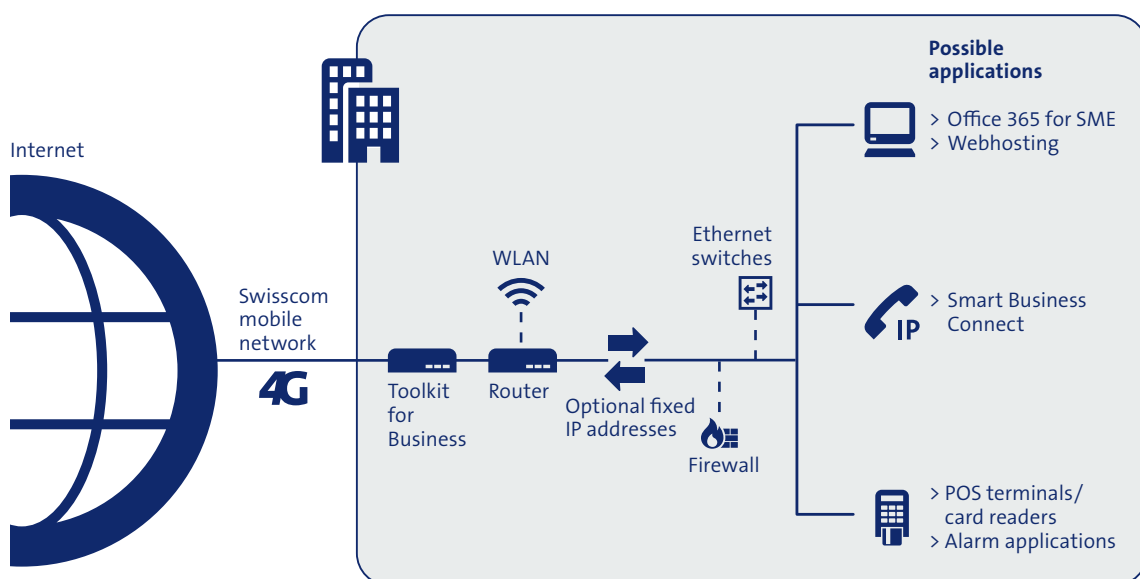 Possible
applications
> Office 365 for SME
> Webhosting
Internet
Ethernet
switches
WLAN
Swisscom
mobile
network
4G
> Smart Business
Connect
IP
Toolkit
for
Business
Router
Optional fixed
IP addresses
Firewall
> POS terminals/
card readers
> Alarm applications